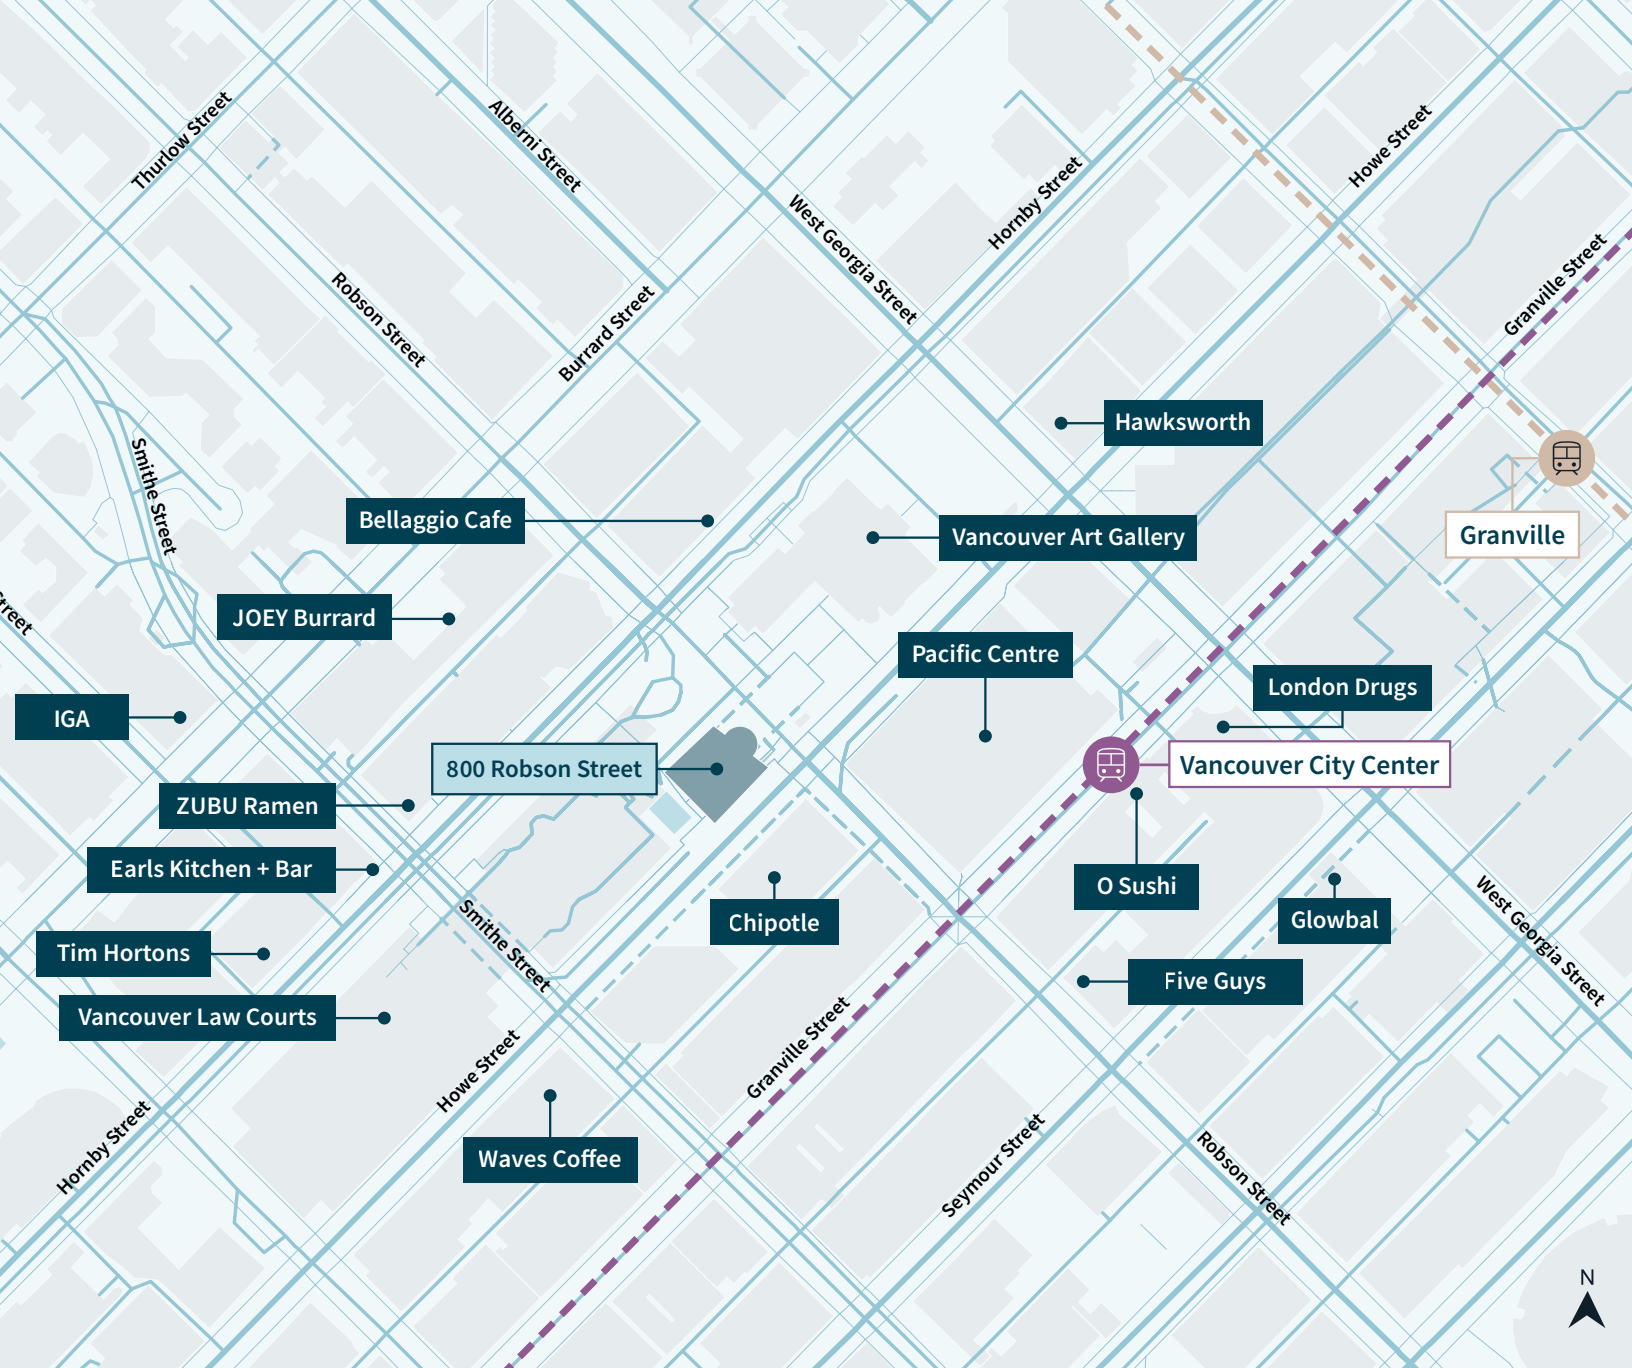 Thurlow Street
Alberni Street
Howe Street
Hornby Street
West Georgia Street
Granville Street
Robson Street
Burrard Street
Hawksworth
Smithe Street
Bellaggio Cafe
Vancouver Art Gallery
Granville
Street
JOEY Burrard
Pacific Centre
London Drugs
IGA
800 Robson Street
Vancouver City Center
ZUBU Ramen
Earls Kitchen + Bar
O Sushi
Chipotle
Glowbal
West Georgia Street
Smithe Street
Tim Hortons
Five Guys
Vancouver Law Courts
Granville Street
Howe Street
Hornby Street
Waves Coffee
Seymour Street
Robson Street
N